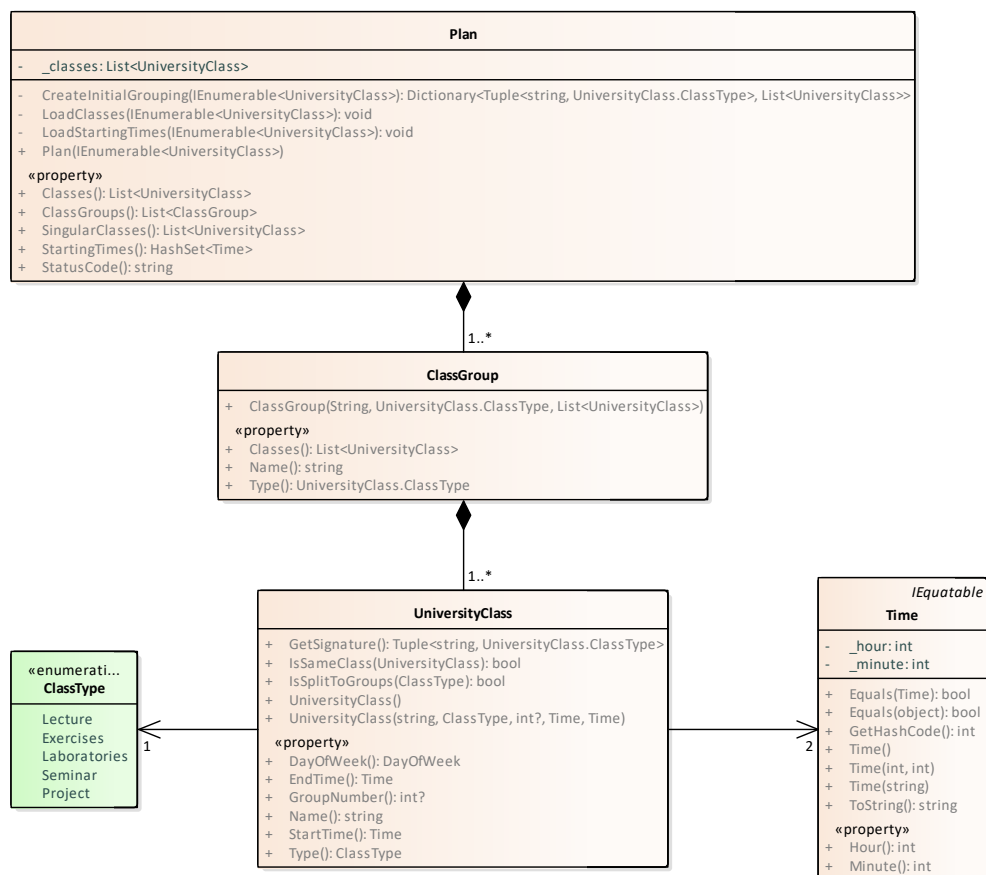 Plan
- _classes: List<UniversityClass>
- CreateInitialGrouping(IEnumerable<UniversityClass>): Dictionary<Tuple<string, UniversityClass.ClassType>, List<UniversityClass>>
- LoadClasses(IEnumerable<UniversityClass>): void
- LoadStartingTimes(IEnumerable<UniversityClass>): void
+ Plan(IEnumerable<UniversityClass>)
«property»
+ Classes(): List<UniversityClass>
+ ClassGroups(): List<ClassGroup>
+ SingularClasses(): List<UniversityClass>
+ StartingTimes(): HashSet<Time>
+ StatusCode(): string
1..*
ClassGroup
+ ClassGroup(String, UniversityClass.ClassType, List<UniversityClass>)
«property»
+ Classes(): List<UniversityClass>
+ Name(): string
+ Type(): UniversityClass.ClassType
1..*
UniversityClass
+ GetSignature(): Tuple<string, UniversityClass.ClassType>
+ IsSameClass(UniversityClass): bool
+ IsSplitToGroups(ClassType): bool
+ UniversityClass()
+ UniversityClass(string, ClassType, int?, Time, Time)
«property»
+ DayOfWeek(): DayOfWeek
+ EndTime(): Time
+ GroupNumber(): int?
+ Name(): string
+ StartTime(): Time
+ Type(): ClassType
«enumerati...
ClassType
Lecture
Exercises
Laboratories
Seminar
Project
1
2
IEquatable
Time
- _hour: int
- _minute: int
+ Equals(Time): bool
+ Equals(object): bool
+ GetHashCode(): int
+ Time()
+ Time(int, int)
+ Time(string)
+ ToString(): string
«property»
+ Hour(): int
+ Minute(): int